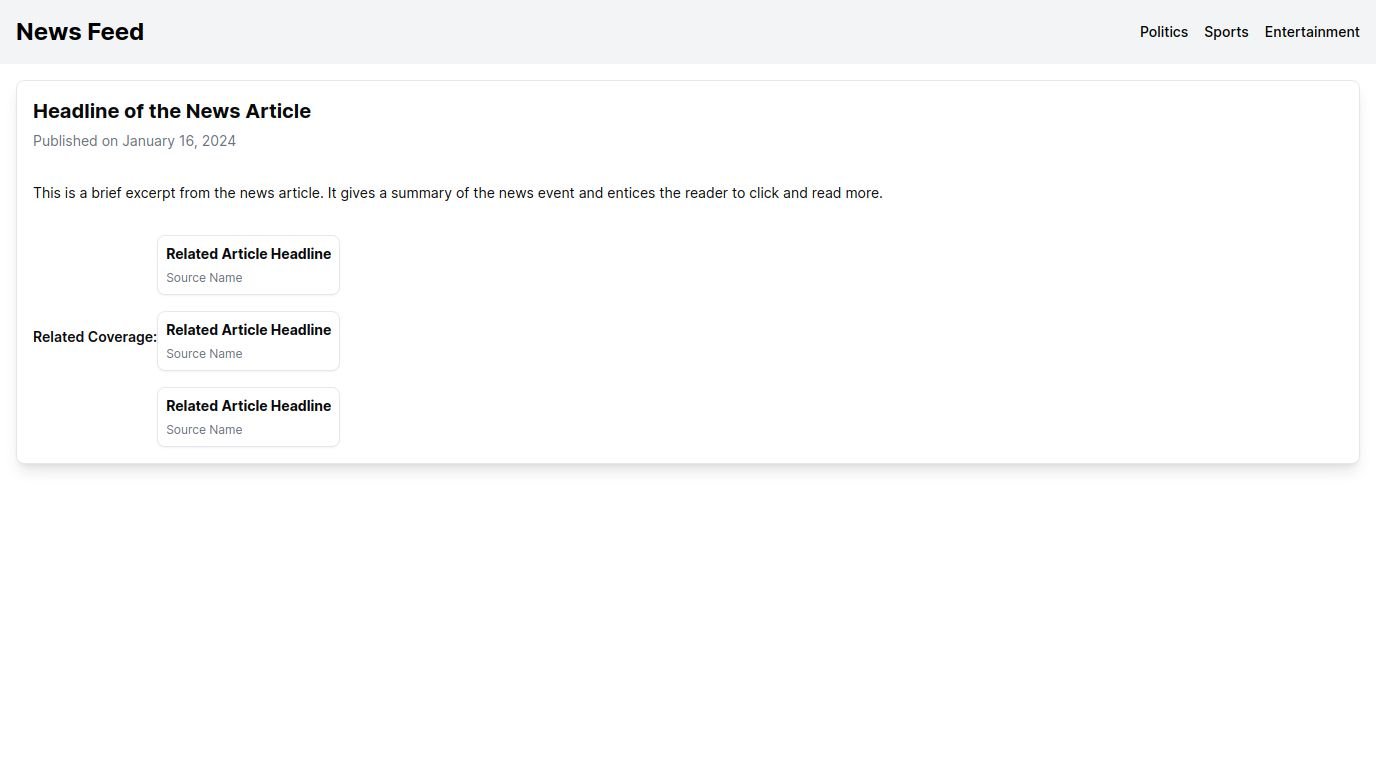 News Feed
Politics Sports Entertainment
Headline of the News Article
Published on January 16, 2024
This is a brief excerpt from the news article. It gives a summary of the news event and entices the reader to click and read more.
Related Coverage:
Related Article Headline
Source Name
Related Article Headline
Source Name
Related Article Headline
Source Name